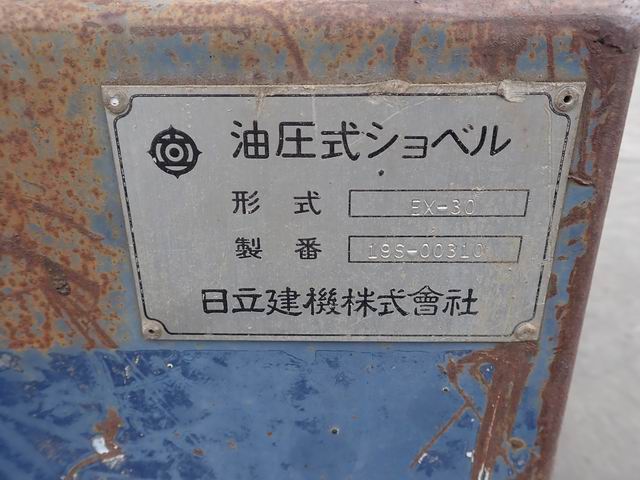 油圧式ショベル
形式 EX-30
製番 19S-00310
日立建機株式會社